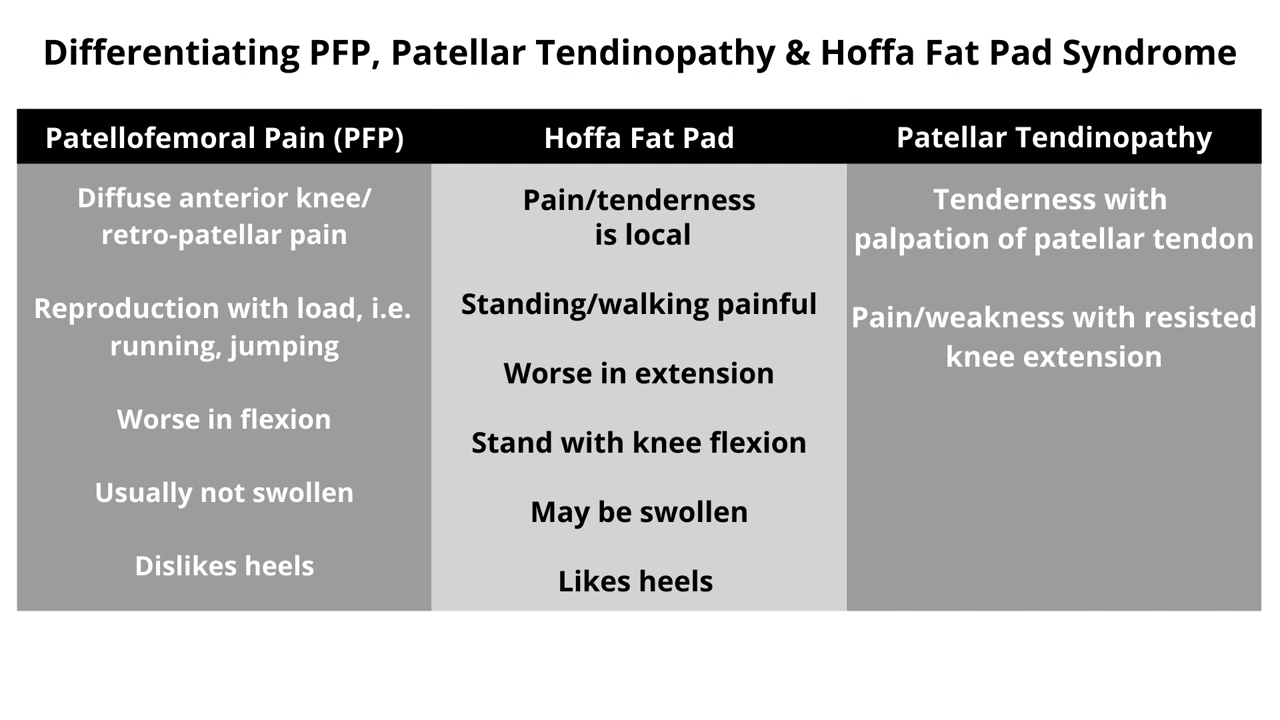 Differentiating PFP, Patellar Tendinopathy & Hoffa Fat Pad Syndrome
Patellofemoral Pain (PFP)
Diffuse anterior knee/
retro-patellar pain
Reproduction with load, i.e.
running, jumping
Worse in flexion
Usually not swollen
Dislikes heels
Hoffa Fat Pad
Pain/tenderness
is local
Standing/walking painful
Worse in extension
Stand with knee flexion
May be swollen
Likes heels
Patellar Tendinopathy
Tenderness with
palpation of patellar tendon
Pain/weakness with resisted
knee extension